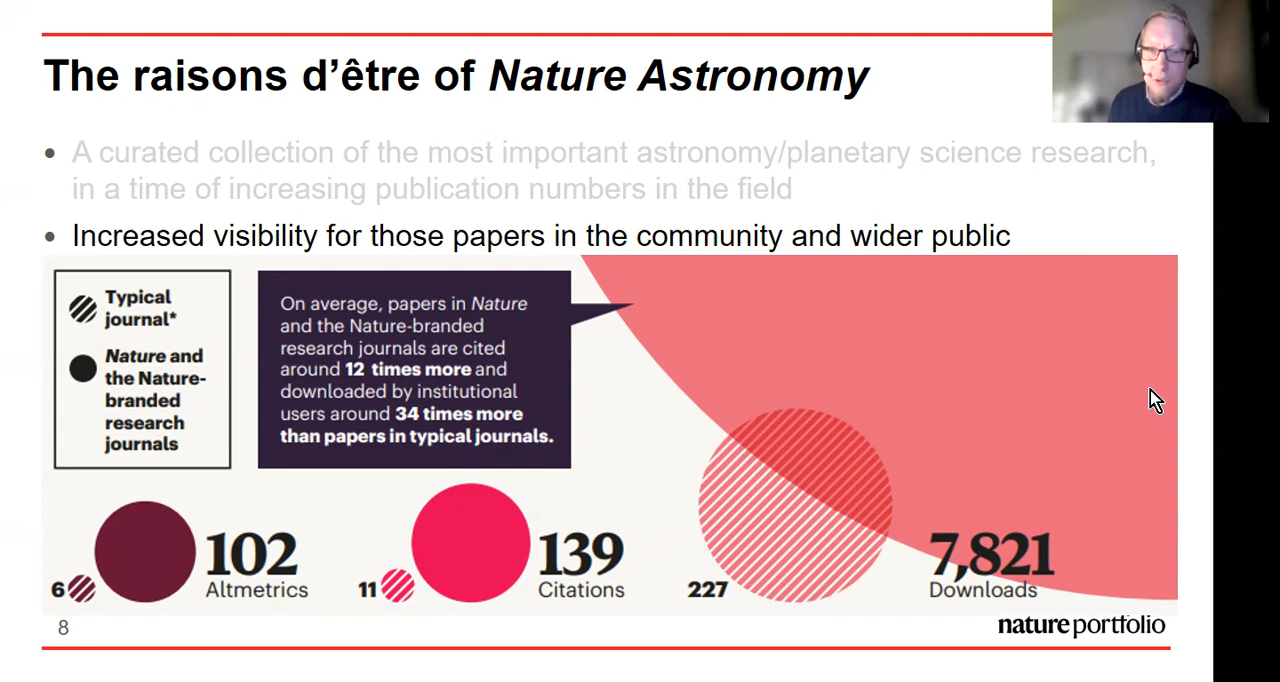 The raisons d’être of Nature Astronomy
• A curated collection of the most important astronomy/planetary science research,
in a time of increasing publication numbers in the field
• Increased visibility for those papers in the community and wider public
Typical
journal*
Nature and
the Nature-
branded
research
journals
On average, papers in Nature
and the Nature-branded
research journals are cited
around 12 times more and
downloaded by institutional
users around 34 times more
than papers in typical journals.
6
102
Altmetrics
11
139
Citations
227
7,821
Downloads
8
nature portfolio